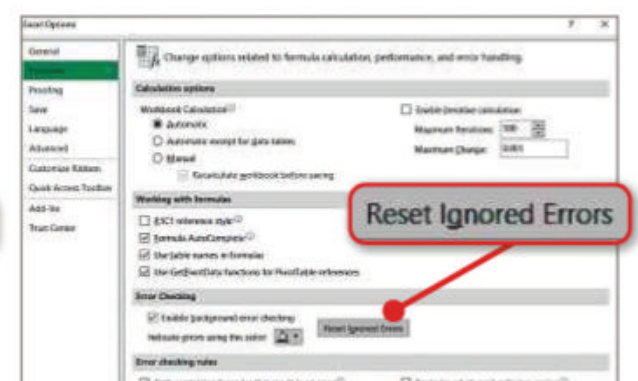 Excel Options ? ×
General
Proofing
Save
Language
Advanced
Customize Ribbon
Quick Access Toolbar
Add-ins
Trust Center
Change options related to formula calculation, performance, and error handling.
Calculation options
Workbook Calculation
Automatic
Automatic except for data tables
Manual
Recalculate workbook before saving
Enable iterative calculation
Maximum Iterations: 100
Maximum Change: 0.001
Working with formulas
R1C1 reference style
Formula AutoComplete
Use table names in formulas
Use GetPivotData functions for PivotTable references
Reset Ignored Errors
Error Checking
Enable background error checking
Indicate errors using this color:
Reset Ignored Errors
Error checking rules